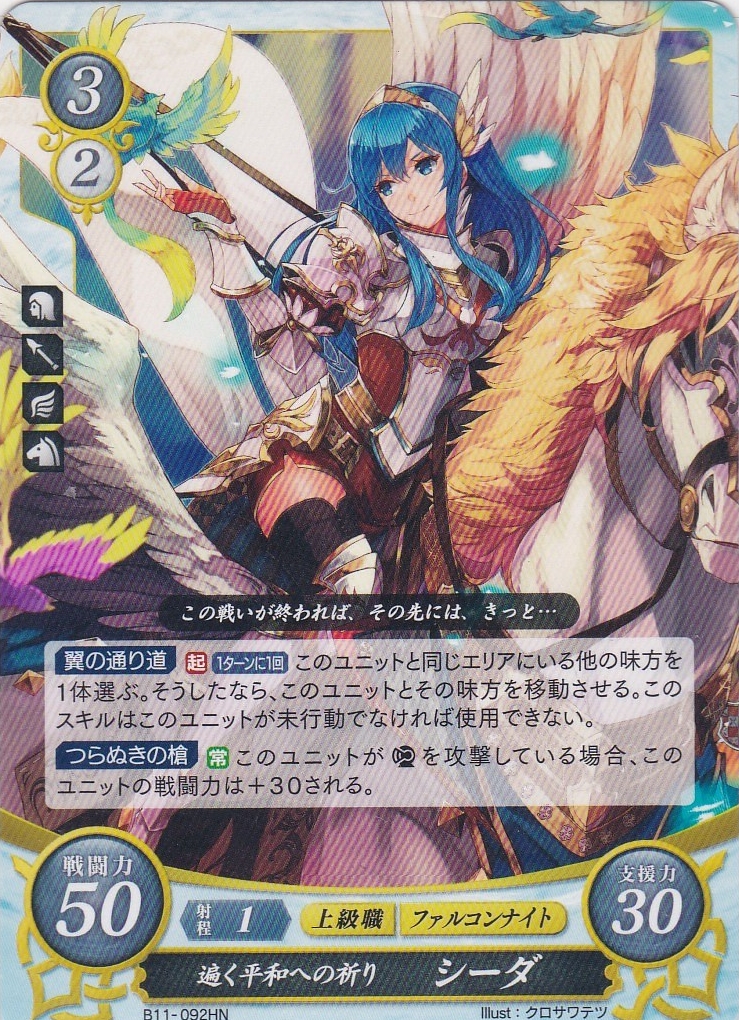 3
2
この戦いが終われば、その先には、きっと…
翼の通り道 起 1ターンに1回 このユニットと同じエリアにいる他の味方を
1体選ぶ。そうしたなら、このユニットとその味方を移動させる。この
スキルはこのユニットが未行動でなければ使用できない。
つらぬきの槍 常 このユニットが を攻撃している場合、この
ユニットの戦闘力は＋30される。
戦闘力
50
射程 1
上級職 ファルコンナイト
支援力
30
遍く平和への祈り シーダ
B11-092HN
Illust：クロサワテツ